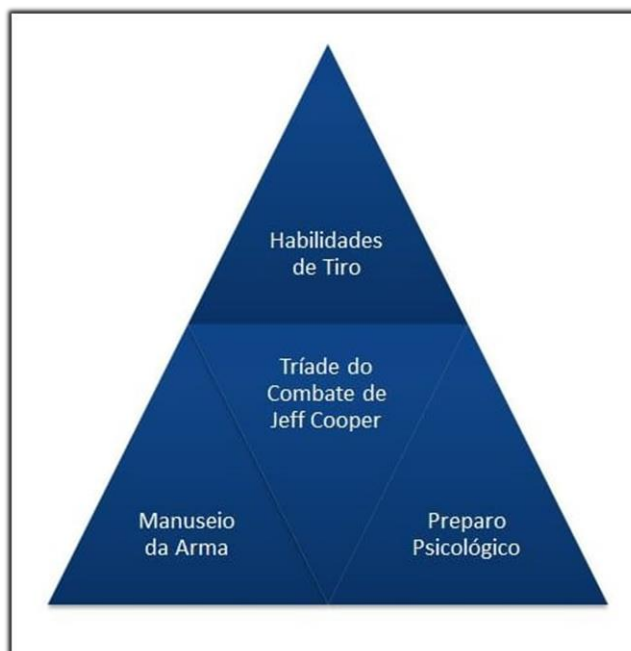 Habilidades
de Tiro
Tríade do
Combate de
Jeff Cooper
Manuseio
da Arma
Preparo
Psicológico